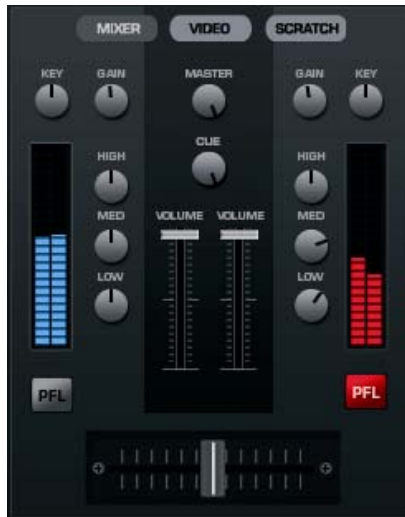 MIXER VIDEO SCRATCH
KEY GAIN MASTER GAIN KEY
CUE
HIGH HIGH
MED VOLUME VOLUME MED
LOW LOW
PFL PFL